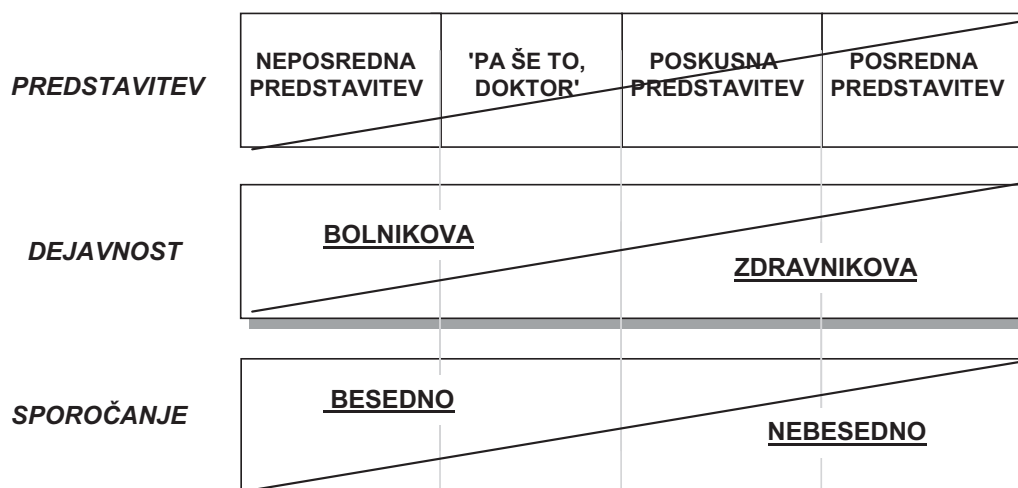 PREDSTAVITEV
NEPOSREDNA
PREDSTAVITEV
'PA ŠE TO,
DOKTOR'
POSKUSNA
PREDSTAVITEV
POSREDNA
PREDSTAVITEV
DEJAVNOST
BOLNIKOVA
ZDRAVNIKOVA
SPOROČANJE
BESEDNO
NEBESEDNO